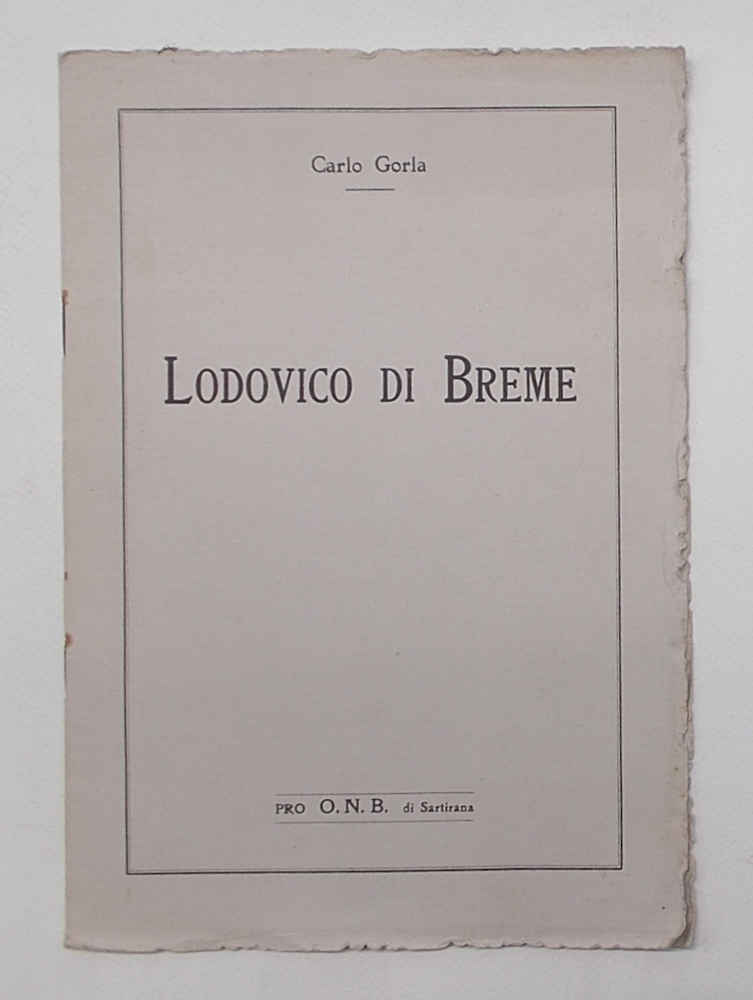 Carlo Gorla
LODOVICO DI BREME
PRO O. N. B. di Sartirana